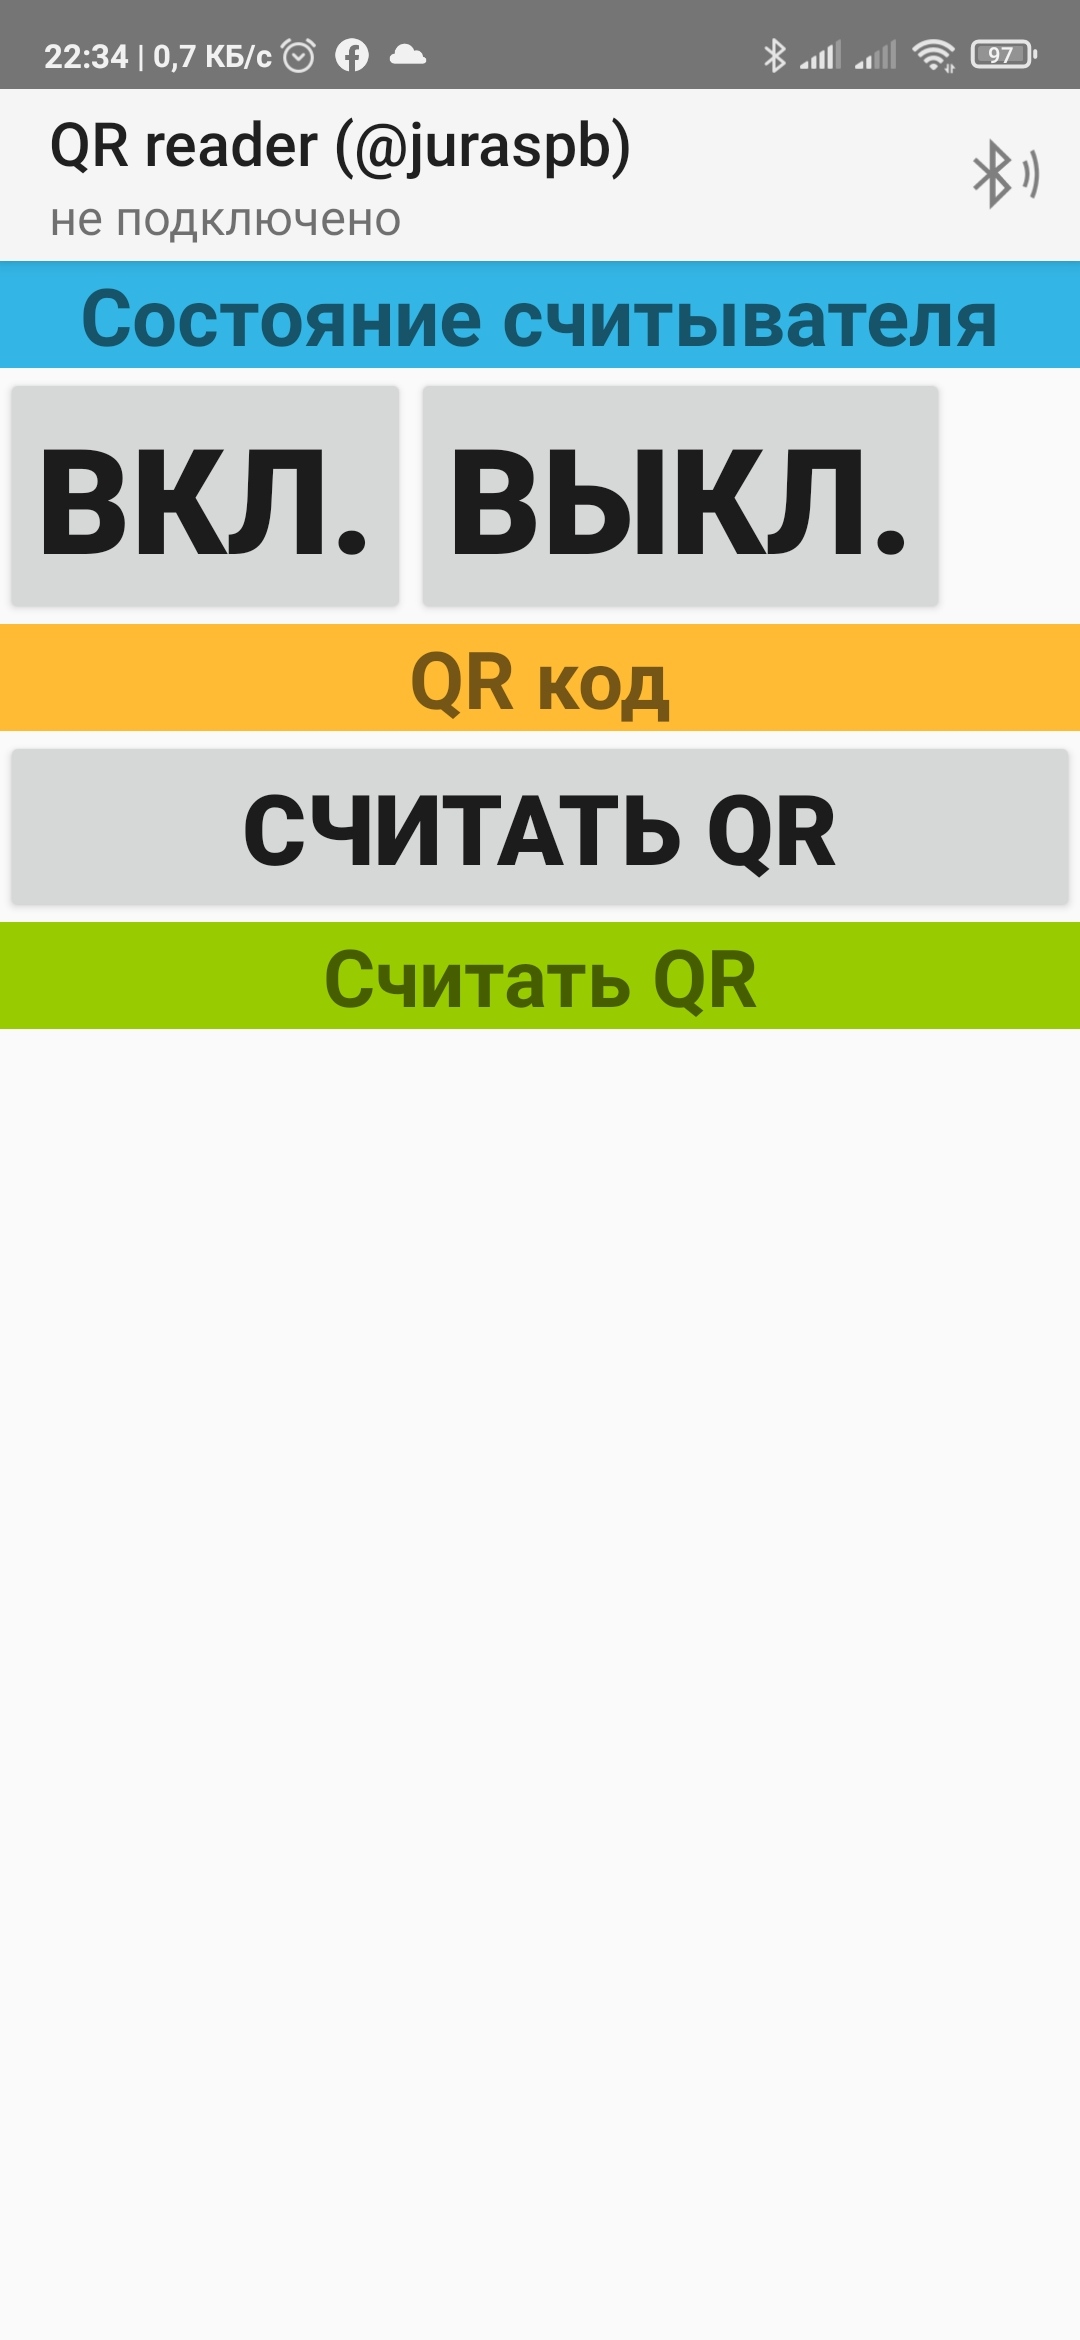 22:34 | 0,7 КБ/с 97
QR reader (@juraspb)
не подключено
Состояние считывателя
ВКЛ. ВЫКЛ.
QR код
СЧИТАТЬ QR
Считать QR